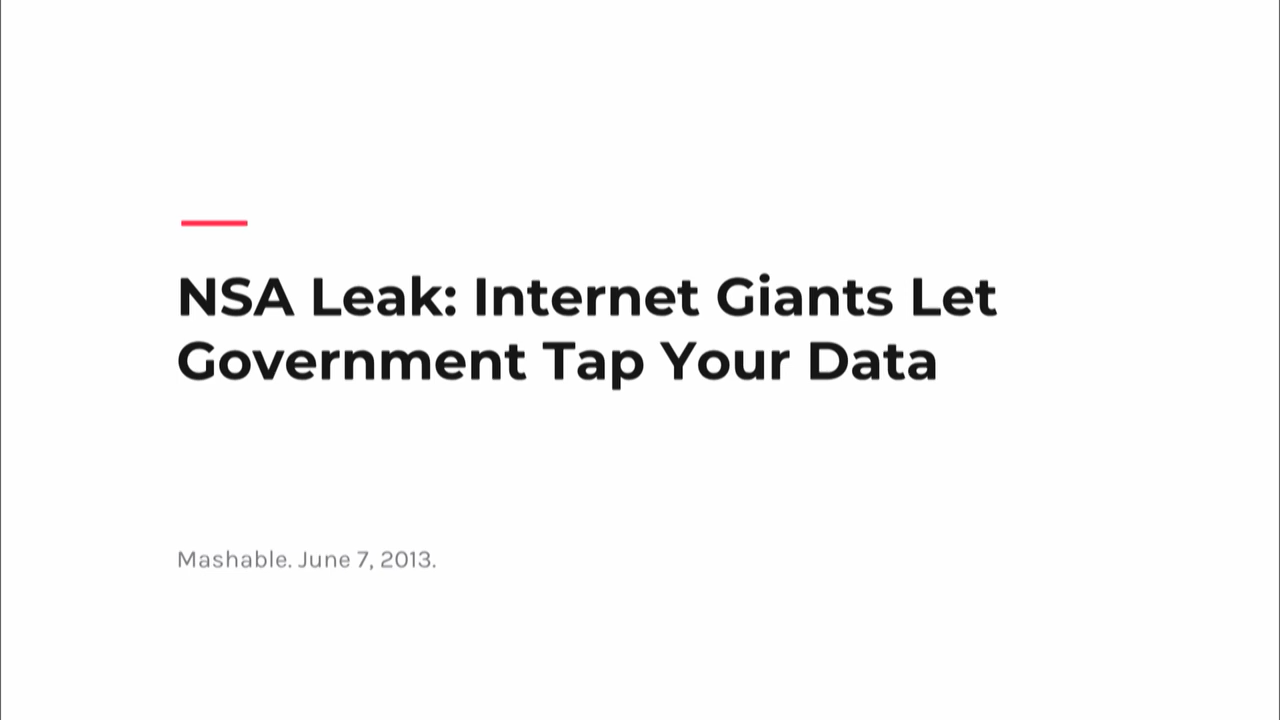 NSA Leak: Internet Giants Let
Government Tap Your Data
Mashable. June 7, 2013.